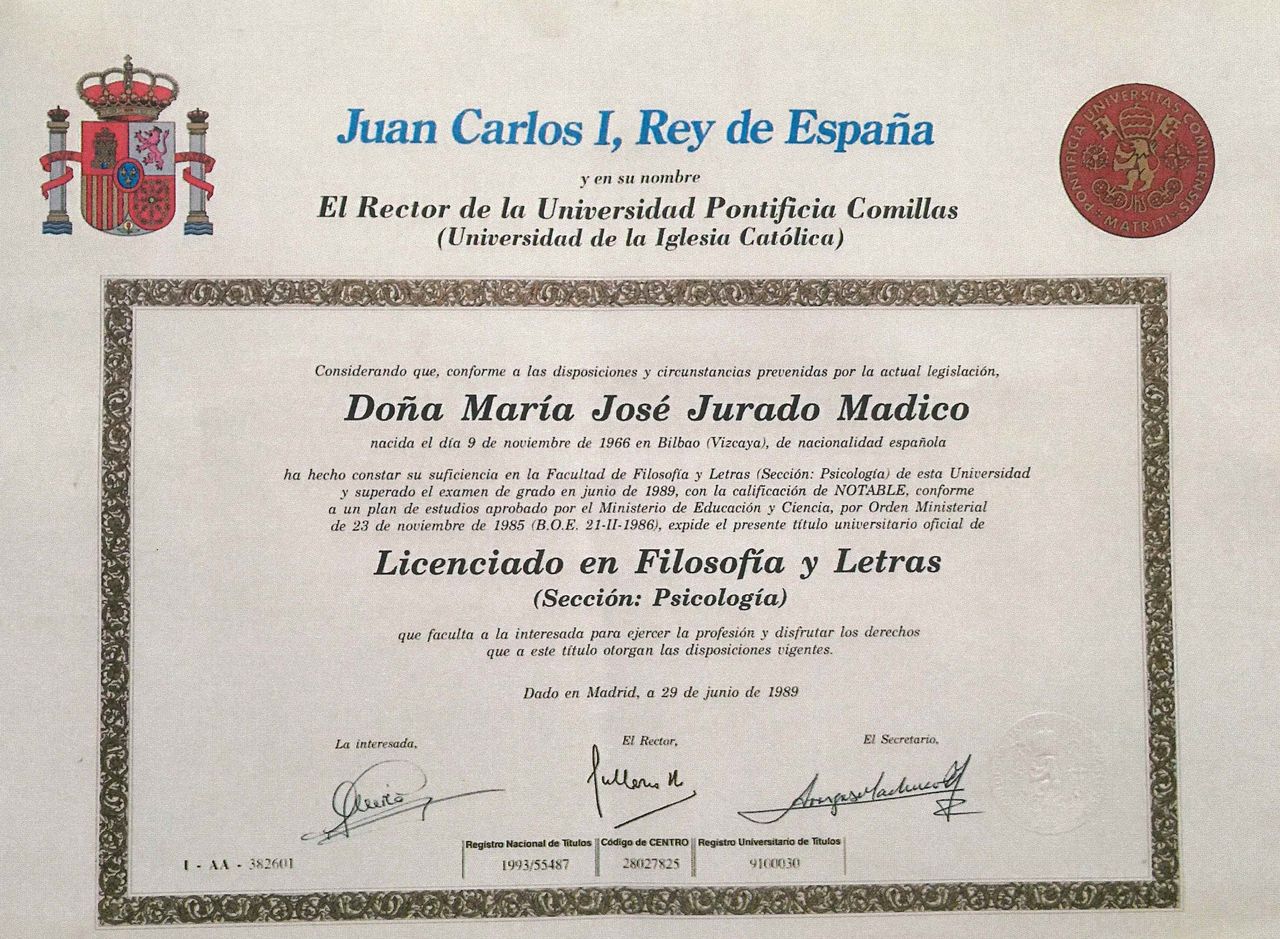 Juan Carlos I, Rey de España
y en su nombre
El Rector de la Universidad Pontificia Comillas
(Universidad de la Iglesia Católica)
PONTIFICIA UNIVERSITAS COMILLENSIS
MATRITI
Considerando que, conforme a las disposiciones y circunstancias prevenidas por la actual legislación,
Doña María José Jurado Madico
nacida el día 9 de noviembre de 1966 en Bilbao (Vizcaya), de nacionalidad española
ha hecho constar su suficiencia en la Facultad de Filosofía y Letras (Sección: Psicología) de esta Universidad
y superado el examen de grado en junio de 1989, con la calificación de NOTABLE, conforme
a un plan de estudios aprobado por el Ministerio de Educación y Ciencia, por Orden Ministerial
de 23 de noviembre de 1985 (B.O.E. 21-II-1986), expide el presente título universitario oficial de
Licenciado en Filosofía y Letras
(Sección: Psicología)
que faculta a la interesada para ejercer la profesión y disfrutar los derechos
que a este título otorgan las disposiciones vigentes.
Dado en Madrid, a 29 de junio de 1989
La interesada, El Rector, El Secretario,
Registro Nacional de Títulos Código de CENTRO Registro Universitario de Títulos
1 - AA - 382601 1993/55487 28027825 9100030